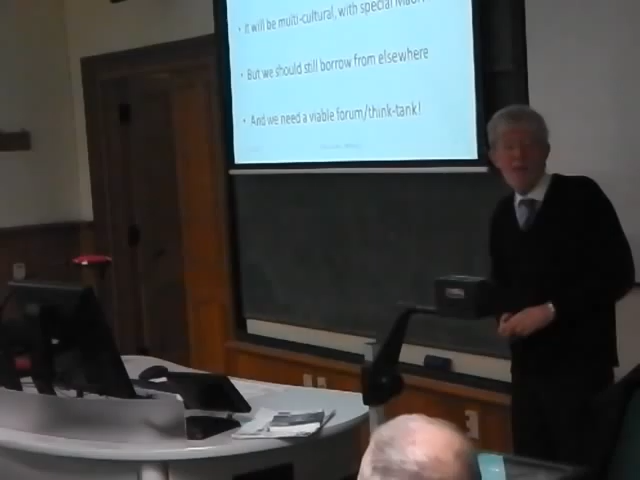 • it will be multi-cultural, with special Maori
• But we should still borrow from elsewhere
• And we need a viable forum/think-tank!